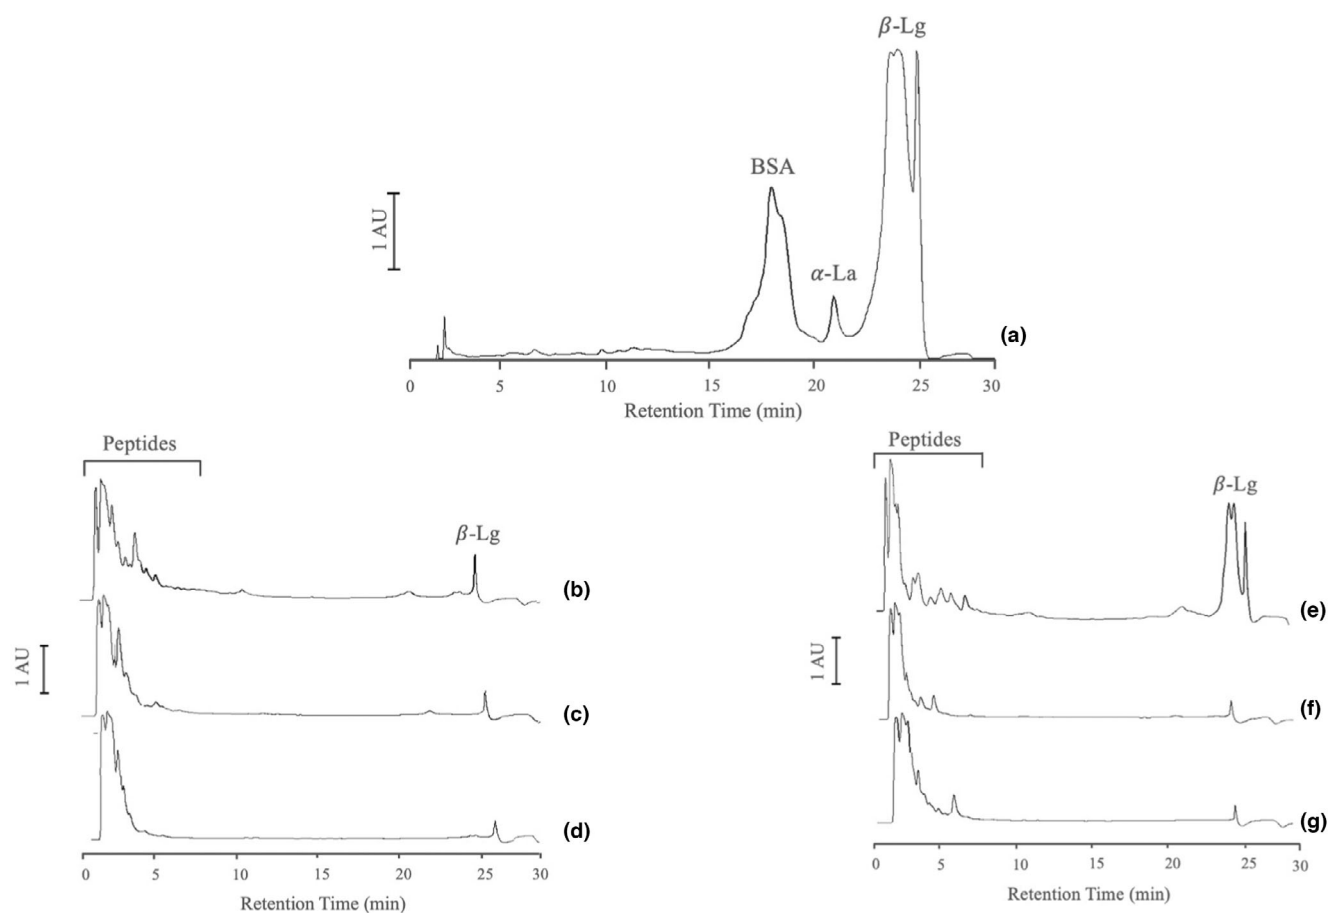 β-Lg
BSA
α-La
1 AU
(a)
0 5 10 15 20 25 30
Retention Time (min)
Peptides
β-Lg
(b)
1 AU
(c)
(d)
0 5 10 15 20 25 30
Retention Time (min)
Peptides
β-Lg
(e)
1 AU
(f)
(g)
0 5 10 15 20 25 30
Retention Time (min)